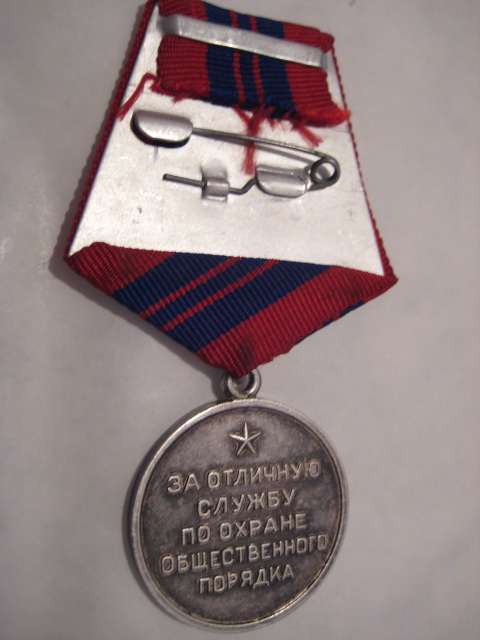 ЗА ОТЛИЧНУЮ
СЛУЖБУ
ПО ОХРАНЕ
ОБЩЕСТВЕННОГО
ПОРЯДКА